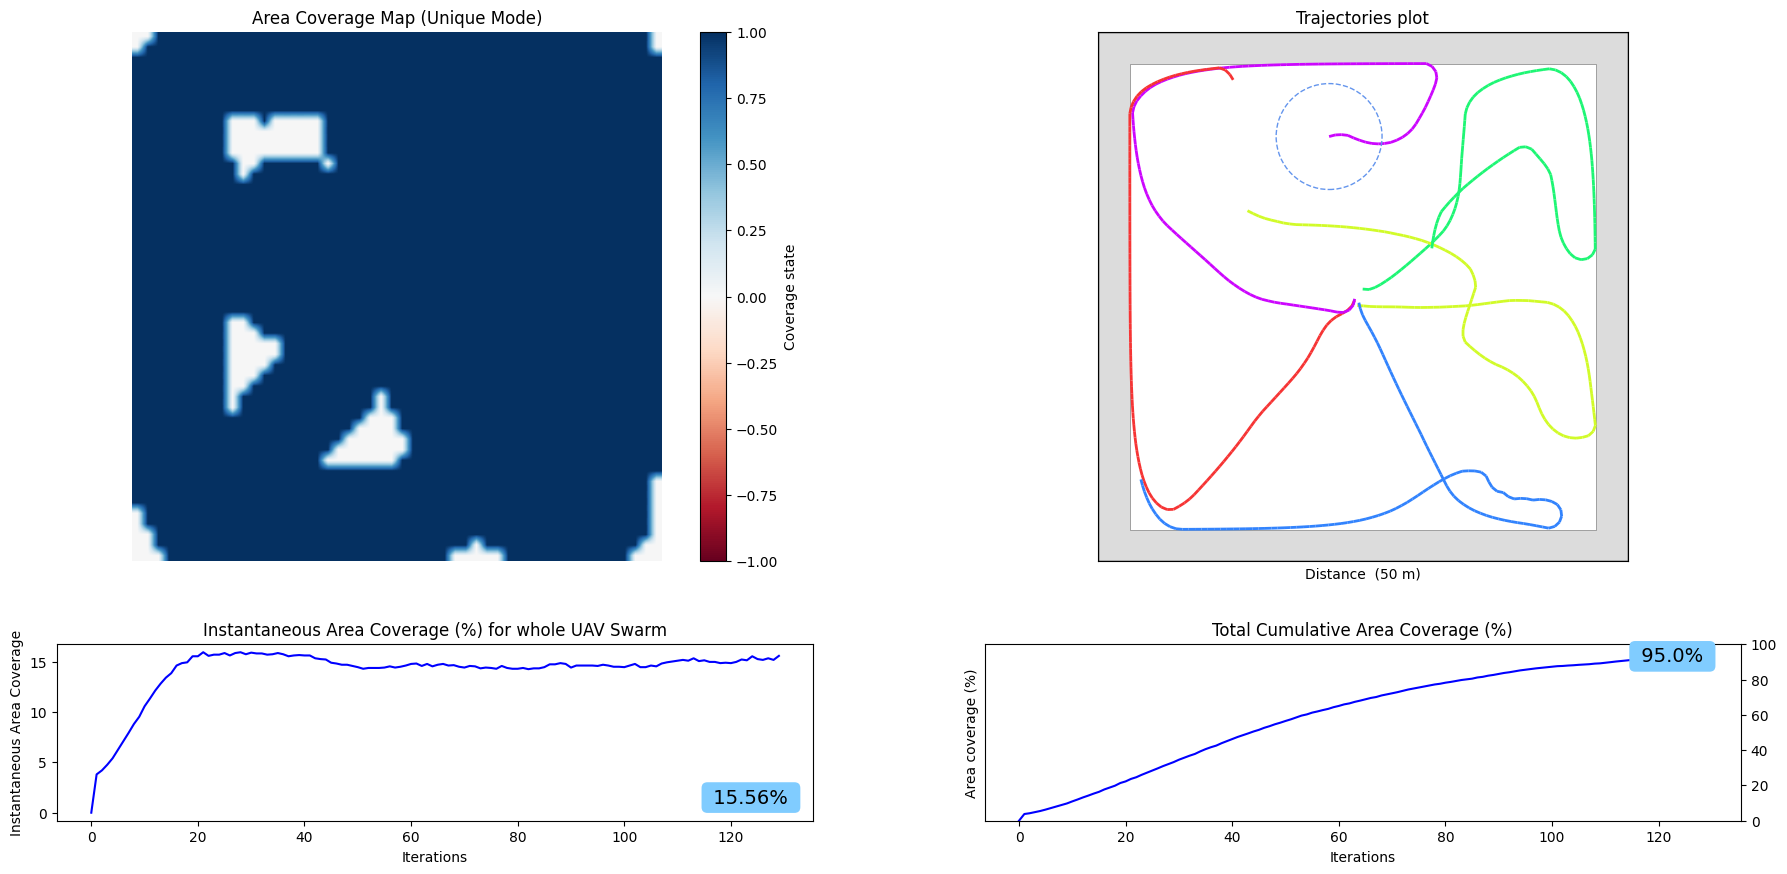 Area Coverage Map (Unique Mode)
1.00
0.75
0.50
0.25
0.00
−0.25
−0.50
−0.75
−1.00
Coverage state
Trajectories plot
Distance  (50 m)
Instantaneous Area Coverage (%) for whole UAV Swarm
Instantaneous Area Coverage
15
10
5
0
15.56%
0 20 40 60 80 100 120
Iterations
Total Cumulative Area Coverage (%)
Area coverage (%)
95.0%
100
80
60
40
20
0
0 20 40 60 80 100 120
Iterations